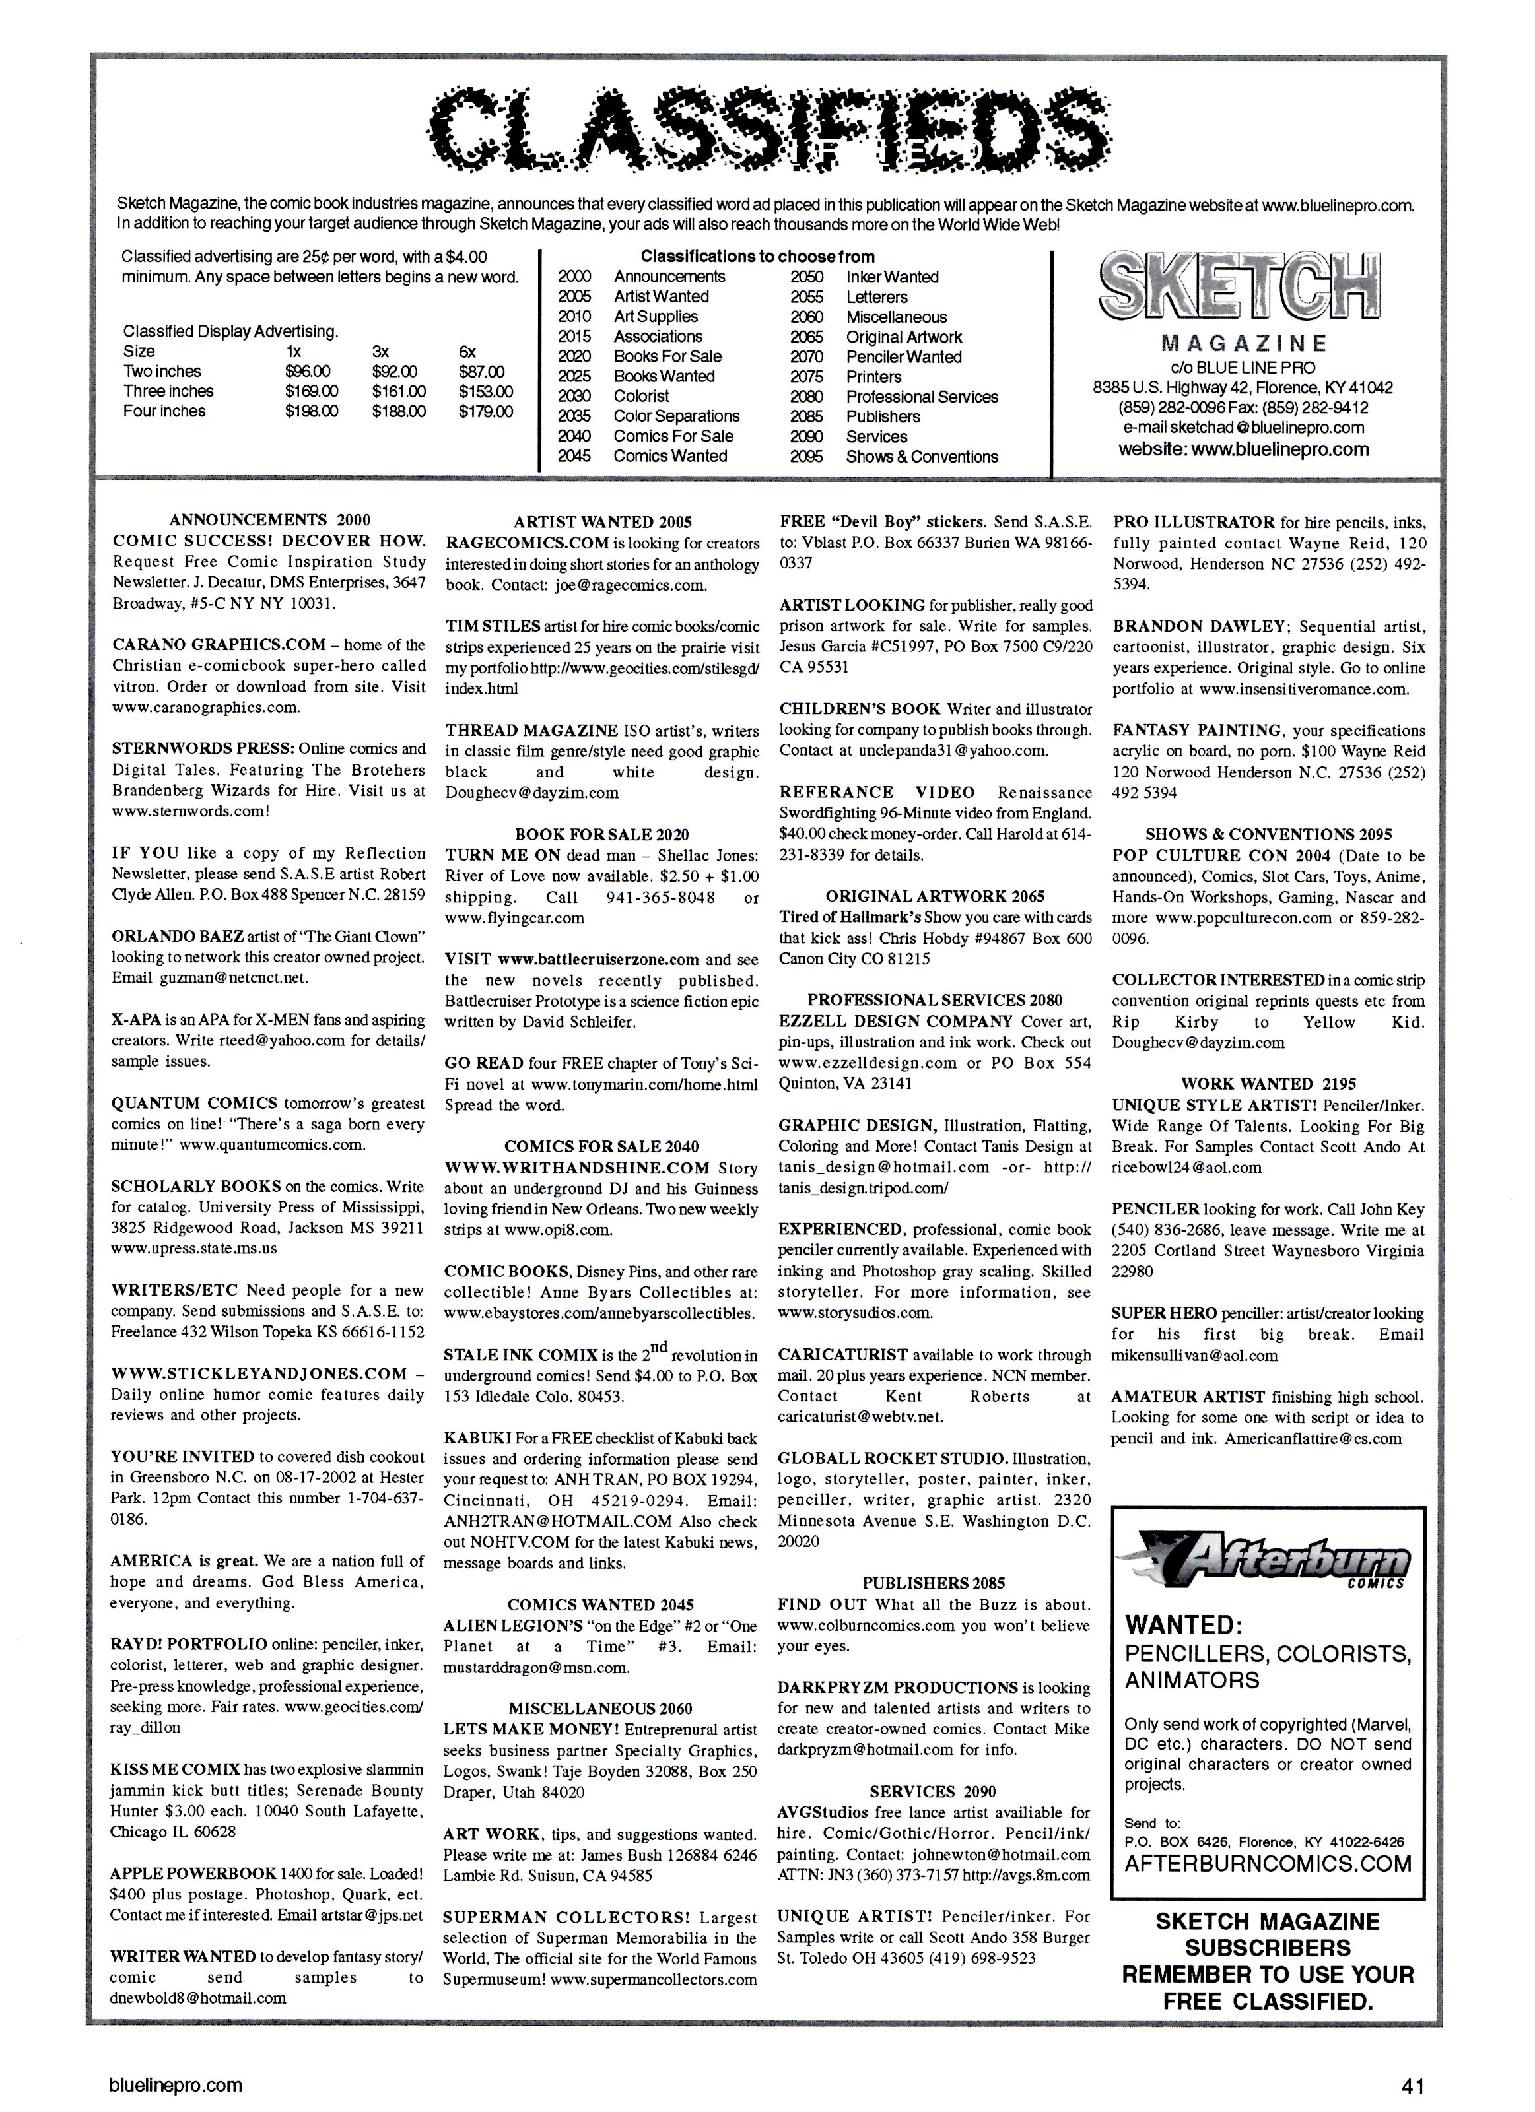 CLASSIFIEDS
Sketch Magazine, the comic book industries magazine, announces that every classified word ad placed in this publication will appear on the Sketch Magazine website at www.bluelinepro.com.
In addition to reaching your target audience through Sketch Magazine, your ads will also reach thousands more on the World Wide Web!
Classified advertising are 25¢ per word, with a $4.00
minimum. Any space between letters begins a new word.
Classified Display Advertising.
Size 1x 3x 6x
Two inches $96.00 $92.00 $87.00
Three inches $169.00 $161.00 $153.00
Four inches $198.00 $188.00 $179.00
Classifications to choose from
2000 Announcements 2050 Inker Wanted
2005 Artist Wanted 2055 Letterers
2010 Art Supplies 2060 Miscellaneous
2015 Associations 2065 Original Artwork
2020 Books For Sale 2070 Penciler Wanted
2025 Books Wanted 2075 Printers
2030 Colorist 2080 Professional Services
2035 Color Separations 2085 Publishers
2040 Comics For Sale 2090 Services
2045 Comics Wanted 2095 Shows & Conventions
SKETCH
MAGAZINE
c/o BLUE LINE PRO
8385 U.S. Highway 42, Florence, KY 41042
(859) 282-0096 Fax: (859) 282-9412
e-mail sketchad@bluelinepro.com
website: www.bluelinepro.com
ANNOUNCEMENTS 2000
COMIC SUCCESS! DECOVER HOW.
Request Free Comic Inspiration Study
Newsletter. J. Decatur, DMS Enterprises, 3647
Broadway, #5-C NY NY 10031.
CARANO GRAPHICS.COM – home of the
Christian e-comicbook super-hero called
vitron. Order or download from site. Visit
www.caranographics.com.
STERNWORDS PRESS: Online comics and
Digital Tales. Featuring The Brotehers
Brandenberg Wizards for Hire. Visit us at
www.sternwords.com!
IF YOU like a copy of my Reflection
Newsletter, please send S.A.S.E artist Robert
Clyde Allen. P.O. Box 488 Spencer N.C. 28159
ORLANDO BAEZ artist of "The Giant Clown"
looking to network this creator owned project.
Email guzman@netcnct.net.
X-APA is an APA for X-MEN fans and aspiring
creators. Write rteed@yahoo.com for details/
sample issues.
QUANTUM COMICS tomorrow's greatest
comics on line! "There's a saga born every
minute!" www.quantumcomics.com.
SCHOLARLY BOOKS on the comics. Write
for catalog. University Press of Mississippi,
3825 Ridgewood Road, Jackson MS 39211
www.upress.state.ms.us
WRITERS/ETC Need people for a new
company. Send submissions and S.A.S.E. to:
Freelance 432 Wilson Topeka KS 66616-1152
WWW.STICKLEYANDJONES.COM –
Daily online humor comic features daily
reviews and other projects.
YOU'RE INVITED to covered dish cookout
in Greensboro N.C. on 08-17-2002 at Hester
Park. 12pm Contact this number 1-704-637-
0186.
AMERICA is great. We are a nation full of
hope and dreams. God Bless America,
everyone, and everything.
RAY D! PORTFOLIO online: penciler, inker,
colorist, letterer, web and graphic designer.
Pre-press knowledge, professional experience,
seeking more. Fair rates. www.geocities.com/
ray_dillon
KISS ME COMIX has two explosive slammin
jammin kick butt titles; Serenade Bounty
Hunter $3.00 each. 10040 South Lafayette,
Chicago IL 60628
APPLE POWERBOOK 1400 for sale. Loaded!
$400 plus postage. Photoshop, Quark, ect.
Contact me if interested. Email artstar@jps.net
WRITER WANTED to develop fantasy story/
comic send samples to
dnewbold8@hotmail.com
ARTIST WANTED 2005
RAGECOMICS.COM is looking for creators
interested in doing short stories for an anthology
book. Contact: joe@ragecomics.com.
TIM STILES artist for hire comic books/comic
strips experienced 25 years on the prairie visit
my portfolio http://www.geocities.com/stilesgd/
index.html
THREAD MAGAZINE ISO artist's, writers
in classic film genre/style need good graphic
black and white design.
Doughecv@dayzim.com
BOOK FOR SALE 2020
TURN ME ON dead man – Shellac Jones:
River of Love now available. $2.50 + $1.00
shipping. Call 941-365-8048 or
www.flyingcar.com
VISIT www.battlecruiserzone.com and see
the new novels recently published.
Battlecruiser Prototype is a science fiction epic
written by David Schleifer.
GO READ four FREE chapter of Tony's Sci-
Fi novel at www.tonymarin.com/home.html
Spread the word.
COMICS FOR SALE 2040
WWW.WRITHANDSHINE.COM Story
about an underground DJ and his Guinness
loving friend in New Orleans. Two new weekly
strips at www.opi8.com.
COMIC BOOKS, Disney Pins, and other rare
collectible! Anne Byars Collectibles at:
www.ebaystores.com/annebyarscollectibles.
STALE INK COMIX is the 2nd revolution in
underground comics! Send $4.00 to P.O. Box
153 Idledale Colo. 80453.
KABUKI For a FREE checklist of Kabuki back
issues and ordering information please send
your request to: ANH TRAN, PO BOX 19294,
Cincinnati, OH 45219-0294. Email:
ANH2TRAN@HOTMAIL.COM Also check
out NOHTV.COM for the latest Kabuki news,
message boards and links.
COMICS WANTED 2045
ALIEN LEGION'S "on the Edge" #2 or "One
Planet at a Time" #3. Email:
mustarddragon@msn.com.
MISCELLANEOUS 2060
LETS MAKE MONEY! Entreprenural artist
seeks business partner Specialty Graphics,
Logos, Swank! Taje Boyden 32088, Box 250
Draper, Utah 84020
ART WORK, tips, and suggestions wanted.
Please write me at: James Bush 126884 6246
Lambie Rd. Suisun, CA 94585
SUPERMAN COLLECTORS! Largest
selection of Superman Memorabilia in the
World, The official site for the World Famous
Supermuseum! www.supermancollectors.com
FREE "Devil Boy" stickers. Send S.A.S.E.
to: Vblast P.O. Box 66337 Burien WA 98166-
0337
ARTIST LOOKING for publisher, really good
prison artwork for sale. Write for samples.
Jesus Garcia #C51997, PO Box 7500 C9/220
CA 95531
CHILDREN'S BOOK Writer and illustrator
looking for company to publish books through.
Contact at unclepanda31@yahoo.com.
REFERANCE VIDEO Renaissance
Swordfighting 96-Minute video from England.
$40.00 check money-order. Call Harold at 614-
231-8339 for details.
ORIGINAL ARTWORK 2065
Tired of Hallmark's Show you care with cards
that kick ass! Chris Hobdy #94867 Box 600
Canon City CO 81215
PROFESSIONAL SERVICES 2080
EZZELL DESIGN COMPANY Cover art,
pin-ups, illustration and ink work. Check out
www.ezzelldesign.com or PO Box 554
Quinton, VA 23141
GRAPHIC DESIGN, Illustration, Flatting,
Coloring and More! Contact Tanis Design at
tanis_design@hotmail.com -or- http://
tanis_design.tripod.com/
EXPERIENCED, professional, comic book
penciler currently available. Experienced with
inking and Photoshop gray scaling. Skilled
storyteller. For more information, see
www.storysudios.com.
CARICATURIST available to work through
mail. 20 plus years experience. NCN member.
Contact Kent Roberts at
caricaturist@webtv.net.
GLOBALL ROCKET STUDIO. Illustration,
logo, storyteller, poster, painter, inker,
penciller, writer, graphic artist. 2320
Minnesota Avenue S.E. Washington D.C.
20020
PUBLISHERS 2085
FIND OUT What all the Buzz is about.
www.colburncomics.com you won't believe
your eyes.
DARKPRYZM PRODUCTIONS is looking
for new and talented artists and writers to
create creator-owned comics. Contact Mike
darkpryzm@hotmail.com for info.
SERVICES 2090
AVGStudios free lance artist availiable for
hire. Comic/Gothic/Horror. Pencil/ink/
painting. Contact: johnewton@hotmail.com
ATTN: JN3 (360) 373-7157 http://avgs.8m.com
UNIQUE ARTIST! Penciler/inker. For
Samples write or call Scott Ando 358 Burger
St. Toledo OH 43605 (419) 698-9523
PRO ILLUSTRATOR for hire pencils, inks,
fully painted contact Wayne Reid, 120
Norwood, Henderson NC 27536 (252) 492-
5394.
BRANDON DAWLEY; Sequential artist,
cartoonist, illustrator, graphic design. Six
years experience. Original style. Go to online
portfolio at www.insensitiveromance.com.
FANTASY PAINTING, your specifications
acrylic on board, no porn. $100 Wayne Reid
120 Norwood Henderson N.C. 27536 (252)
492 5394
SHOWS & CONVENTIONS 2095
POP CULTURE CON 2004 (Date to be
announced), Comics, Slot Cars, Toys, Anime,
Hands-On Workshops, Gaming, Nascar and
more www.popculturecon.com or 859-282-
0096.
COLLECTOR INTERESTED in a comic strip
convention original reprints quests etc from
Rip Kirby to Yellow Kid.
Doughecv@dayzim.com
WORK WANTED 2195
UNIQUE STYLE ARTIST! Penciler/Inker.
Wide Range Of Talents. Looking For Big
Break. For Samples Contact Scott Ando At
ricebowl24@aol.com
PENCILER looking for work. Call John Key
(540) 836-2686, leave message. Write me at
2205 Cortland Street Waynesboro Virginia
22980
SUPER HERO penciller: artist/creator looking
for his first big break. Email
mikensullivan@aol.com
AMATEUR ARTIST finishing high school.
Looking for some one with script or idea to
pencil and ink. Americanflattire@cs.com
Afterburn
COMICS
WANTED:
PENCILLERS, COLORISTS,
ANIMATORS
Only send work of copyrighted (Marvel,
DC etc.) characters. DO NOT send
original characters or creator owned
projects.
Send to:
P.O. BOX 6426, Florence, KY 41022-6426
AFTERBURNCOMICS.COM
SKETCH MAGAZINE
SUBSCRIBERS
REMEMBER TO USE YOUR
FREE CLASSIFIED.
bluelinepro.com
41